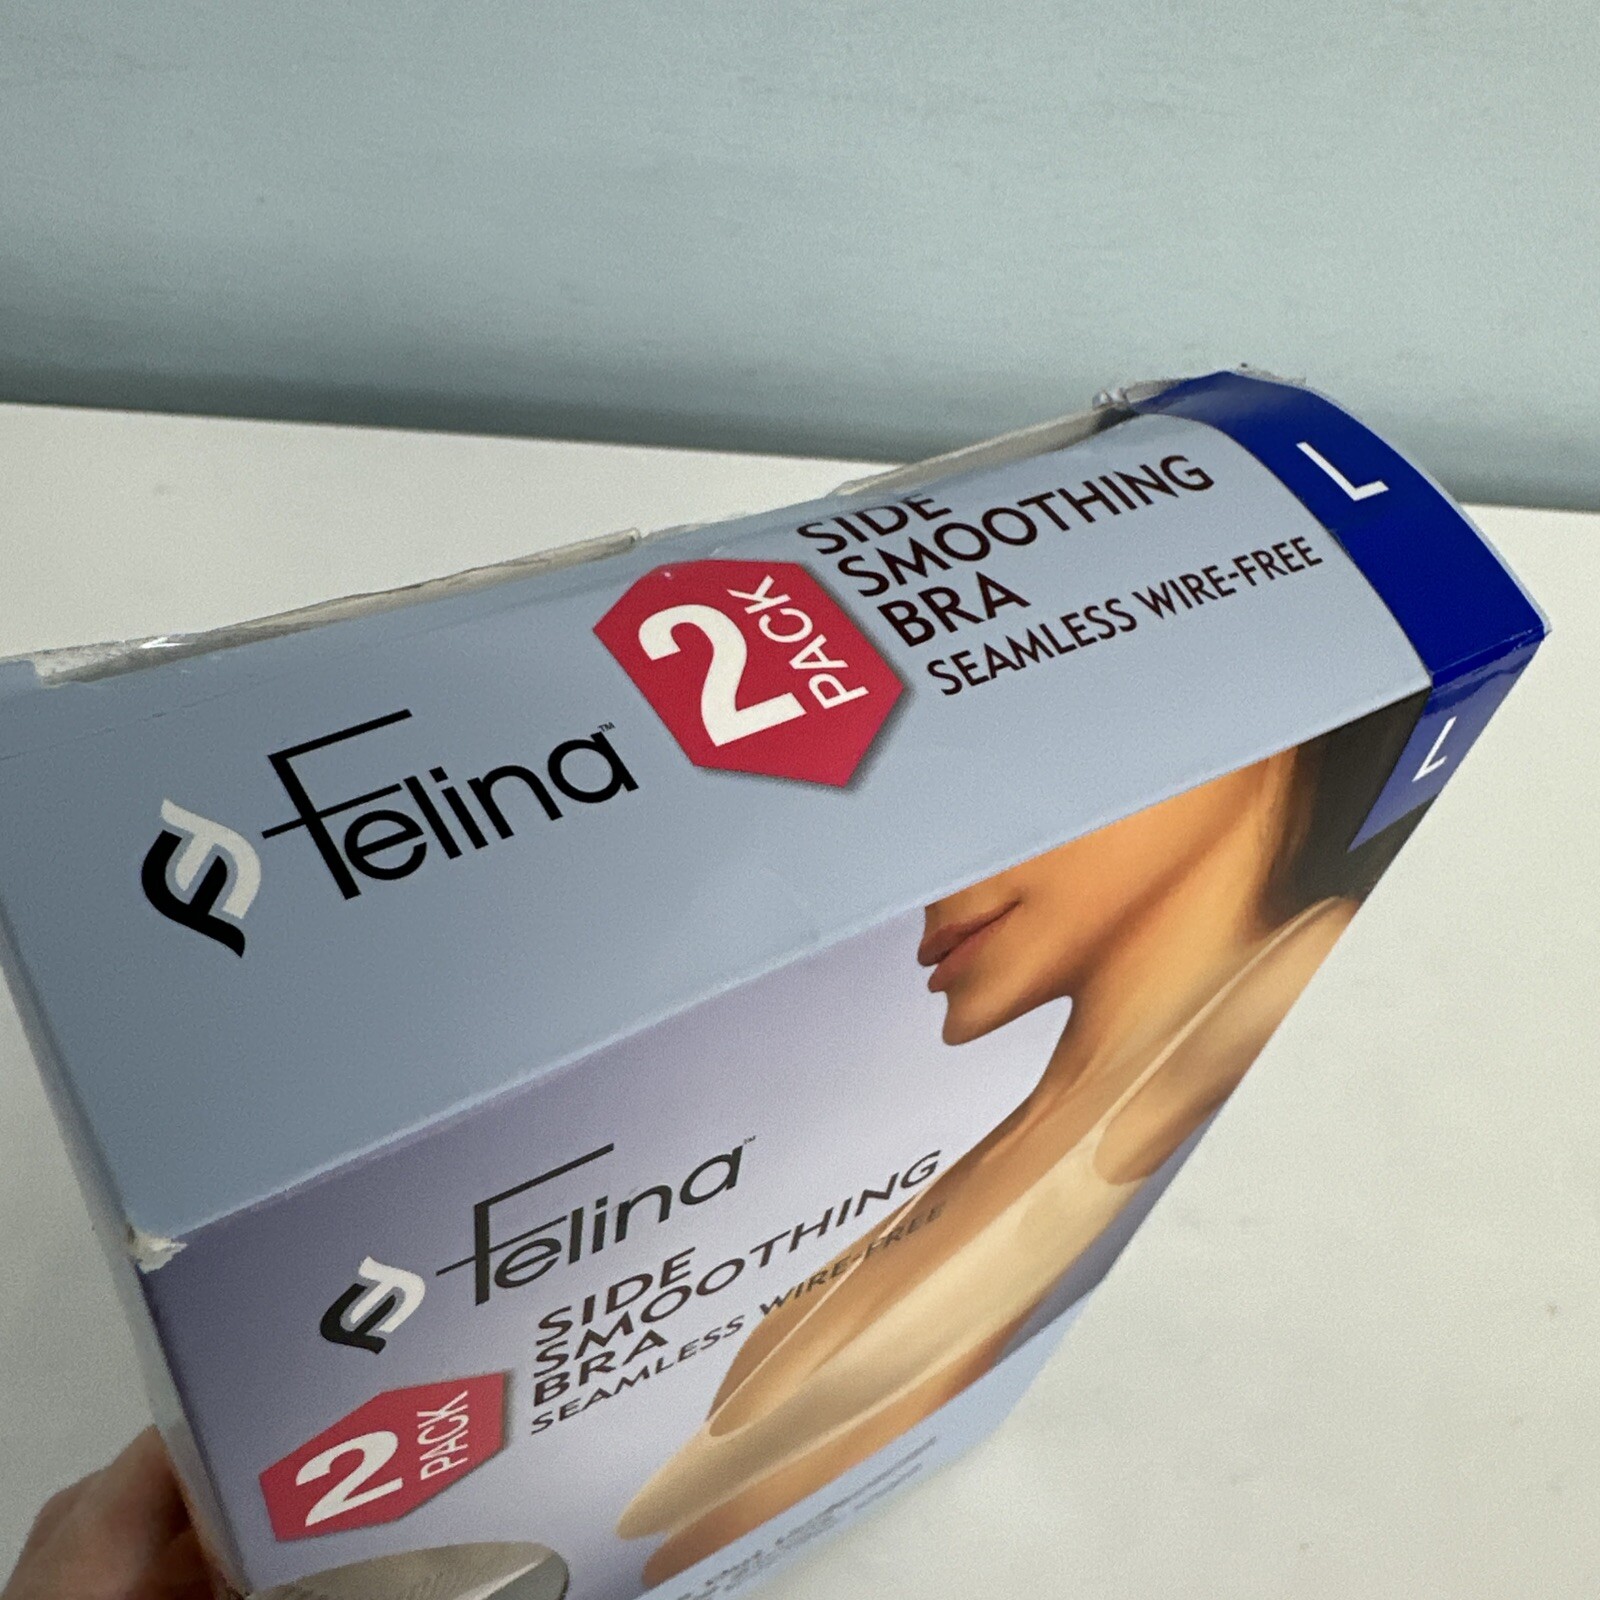 Felina™
2
PACK
SIDE
SMOOTHING
BRA
SEAMLESS WIRE-FREE
L
L
Felina™
SIDE
SMOOTHING
BRA
SEAMLESS WIRE-FREE
2
PACK